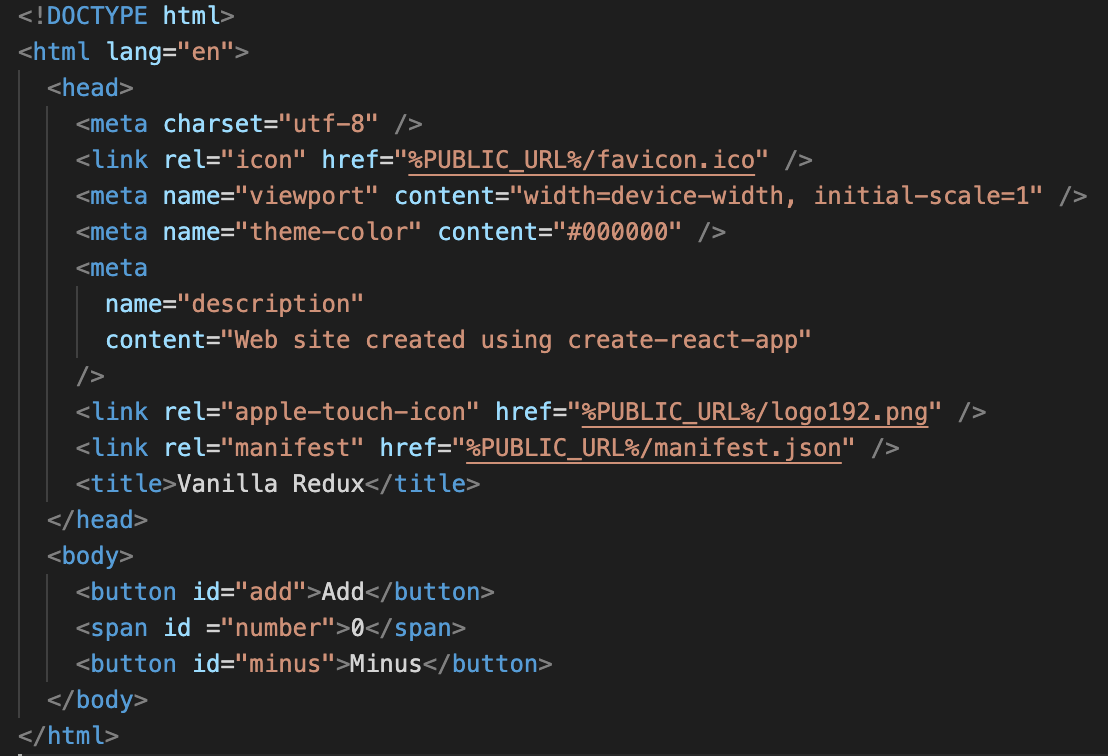 <!DOCTYPE html>
<html lang="en">
  <head>
    <meta charset="utf-8" />
    <link rel="icon" href="%PUBLIC_URL%/favicon.ico" />
    <meta name="viewport" content="width=device-width, initial-scale=1" />
    <meta name="theme-color" content="#000000" />
    <meta
      name="description"
      content="Web site created using create-react-app"
    />
    <link rel="apple-touch-icon" href="%PUBLIC_URL%/logo192.png" />
    <link rel="manifest" href="%PUBLIC_URL%/manifest.json" />
    <title>Vanilla Redux</title>
  </head>
  <body>
    <button id="add">Add</button>
    <span id ="number">0</span>
    <button id="minus">Minus</button>
  </body>
</html>